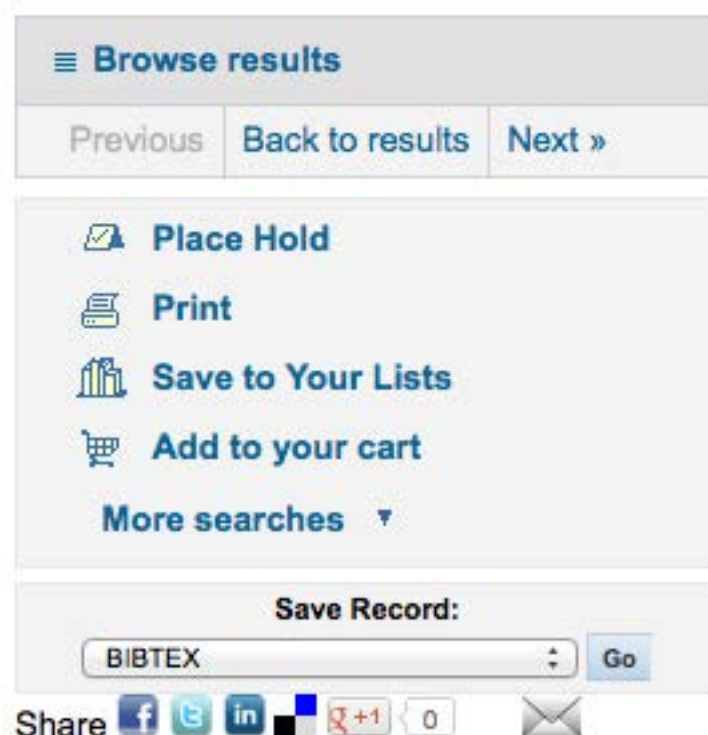 Browse results
Previous Back to results Next »
Place Hold
Print
Save to Your Lists
Add to your cart
More searches
Save Record:
BIBTEX Go
Share f t in g +1 0